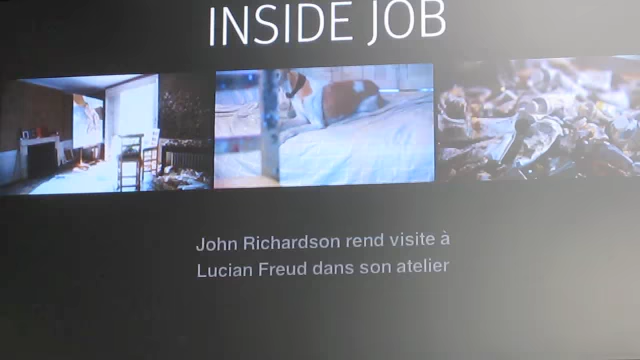 INSIDE JOB
John Richardson rend visite à
Lucian Freud dans son atelier